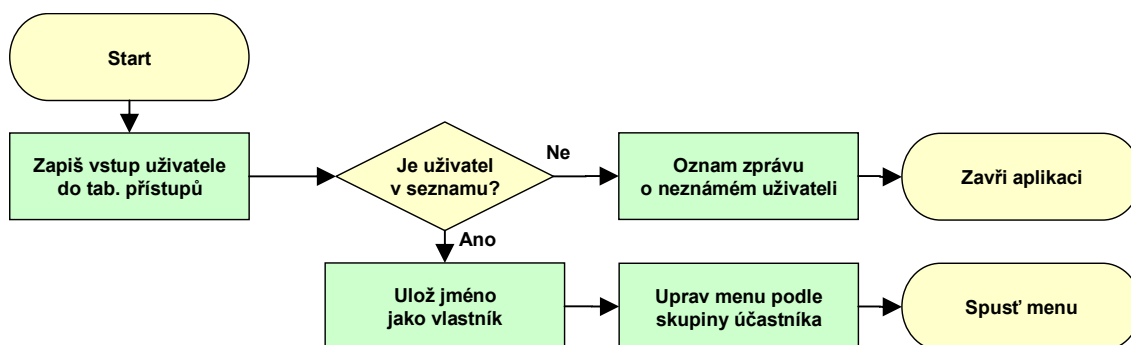 Start
Zapiš vstup uživatele
do tab. přístupů
Je uživatel
v seznamu?
Ne
Oznam zprávu
o neznámém uživateli
Zavři aplikaci
Ano
Ulož jméno
jako vlastník
Uprav menu podle
skupiny účastníka
Spusť menu